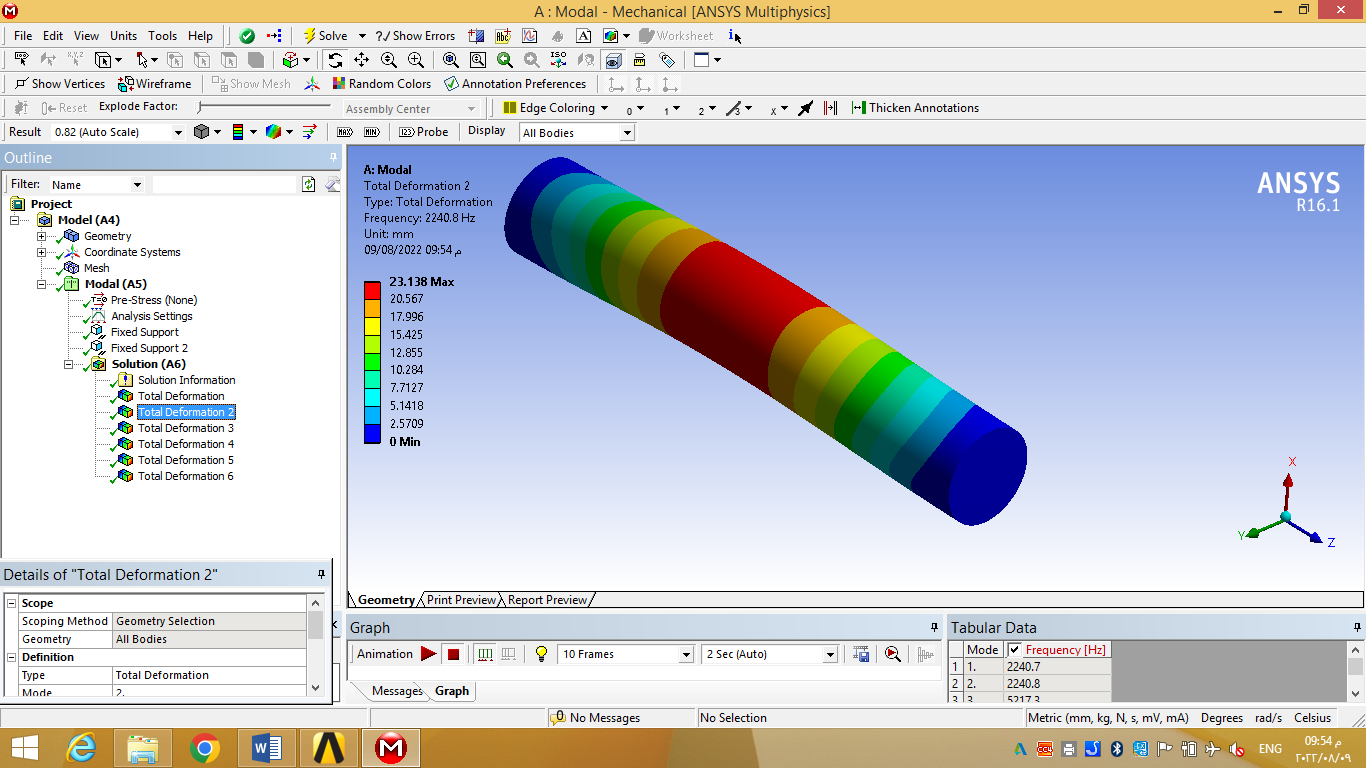 A : Modal - Mechanical [ANSYS Multiphysics]
File Edit View Units Tools Help Solve ?/ Show Errors Worksheet
Show Vertices Wireframe Show Mesh Random Colors Annotation Preferences
Reset Explode Factor: Assembly Center Edge Coloring Thicken Annotations
Result 0.82 (Auto Scale) MAX MIN Probe Display All Bodies
Outline
Filter: Name
Project
Model (A4)
Geometry
Coordinate Systems
Mesh
Modal (A5)
Pre-Stress (None)
Analysis Settings
Fixed Support
Fixed Support 2
Solution (A6)
Solution Information
Total Deformation
Total Deformation 2
Total Deformation 3
Total Deformation 4
Total Deformation 5
Total Deformation 6
Details of "Total Deformation 2"
Scope
Scoping Method Geometry Selection
Geometry All Bodies
Definition
Type Total Deformation
Mode 2.
A: Modal
Total Deformation 2
Type: Total Deformation
Frequency: 2240.8 Hz
Unit: mm
09/08/2022 09:54 م
23.138 Max
20.567
17.996
15.425
12.855
10.284
7.7127
5.1418
2.5709
0 Min
ANSYS
R16.1
X
Y
Z
Geometry Print Preview Report Preview
Graph
Animation 10 Frames 2 Sec (Auto)
Messages Graph
Tabular Data
Mode Frequency [Hz]
1 1. 2240.7
2 2. 2240.8
3 3. 5217.3
No Messages No Selection Metric (mm, kg, N, s, mV, mA) Degrees rad/s Celsius
ENG
09:54 م
٢٠٢٢/٠٨/٠٩